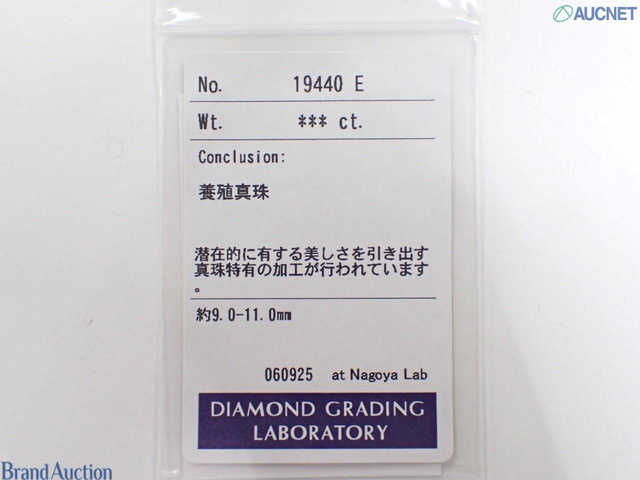 AUCNET
No. 19440 E
Wt. *** ct.
Conclusion:
養殖真珠
潜在的に有する美しさを引き出す
真珠特有の加工が行われています
。
約9.0-11.0mm
060925 at Nagoya Lab
DIAMOND GRADING
LABORATORY
Brand Auction